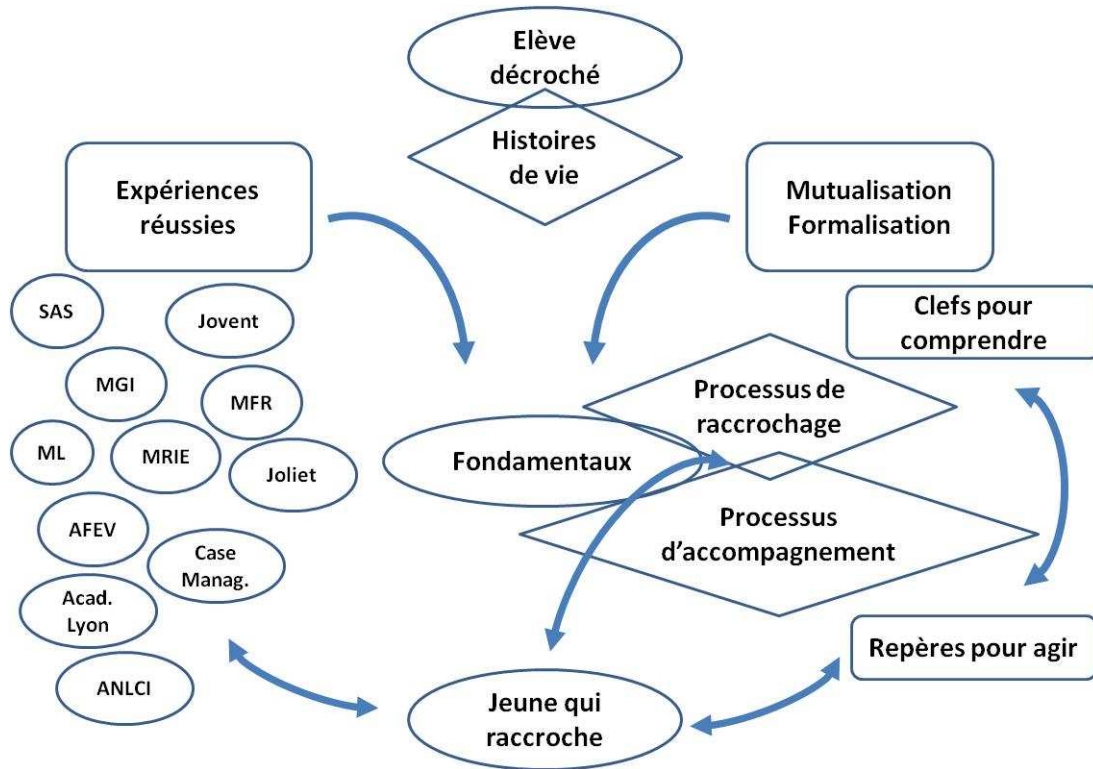 Elève
décroché
Histoires
de vie
Expériences
réussies
Mutualisation
Formalisation
SAS
Jovent
MGI
MFR
ML
MRIE
Joliet
AFEV
Case
Manag.
Acad.
Lyon
ANLCI
Clefs pour
comprendre
Processus de
raccrochage
Fondamentaux
Processus
d’accompagnement
Repères pour agir
Jeune qui
raccroche